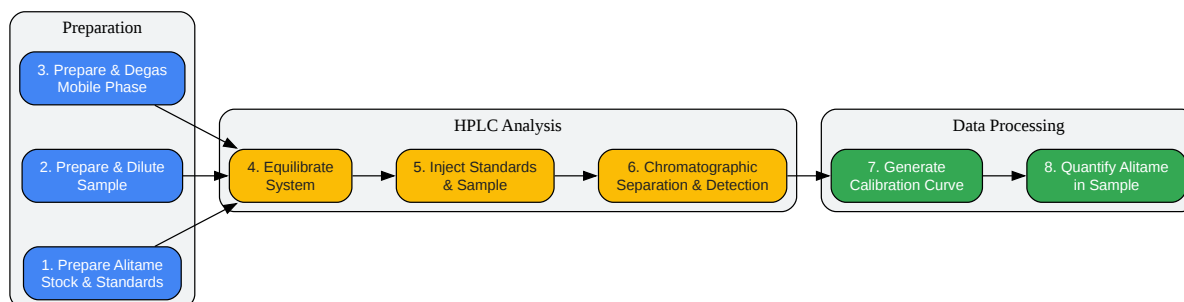 Preparation
3. Prepare & Degas
Mobile Phase
2. Prepare & Dilute
Sample
1. Prepare Alitame
Stock & Standards
HPLC Analysis
4. Equilibrate
System
5. Inject Standards
& Sample
6. Chromatographic
Separation & Detection
Data Processing
7. Generate
Calibration Curve
8. Quantify Alitame
in Sample